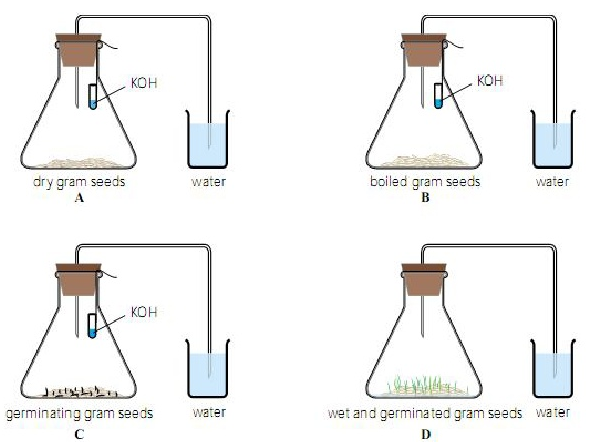 KOH
dry gram seeds
water
A
KOH
boiled gram seeds
water
B
KOH
germinating gram seeds
water
C
wet and germinated gram seeds
water
D